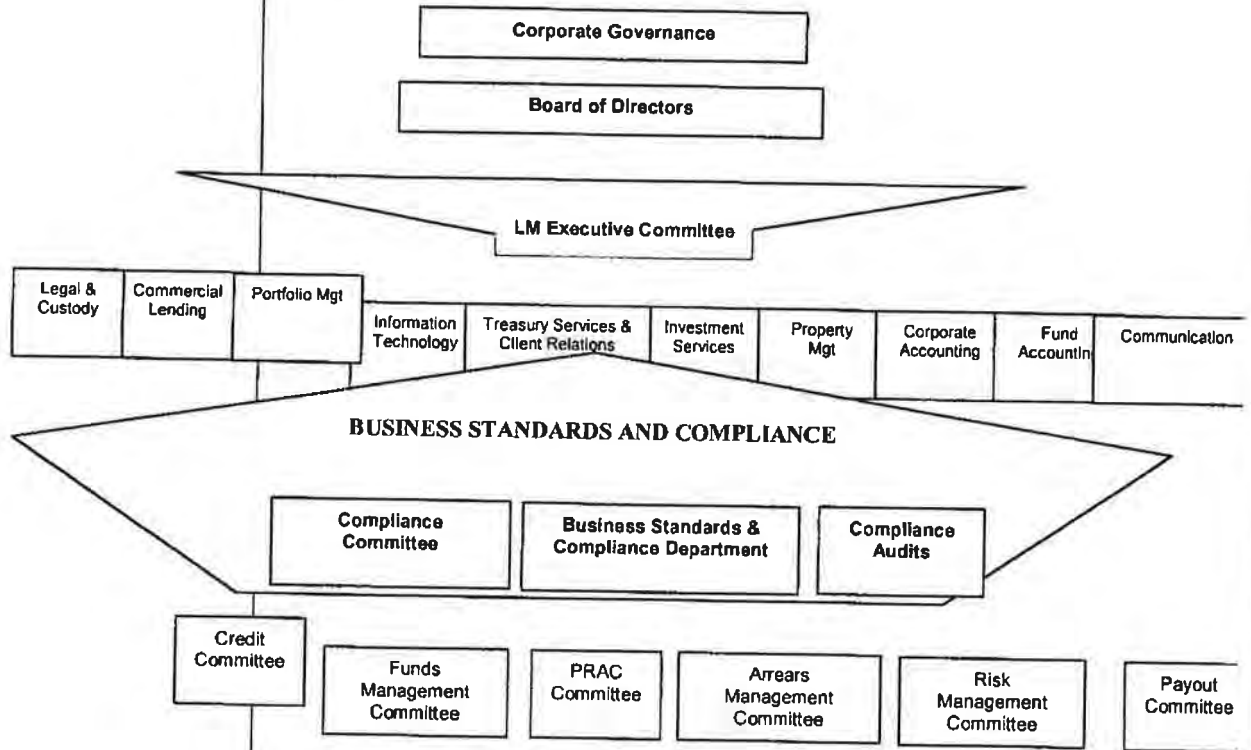 Corporate Governance
Board of Directors
LM Executive Committee
Legal &
Custody
Commercial
Lending
Portfolio Mgt
Information
Technology
Treasury Services &
Client Relations
Investment
Services
Property
Mgt
Corporate
Accounting
Fund
Accountin
Communication
BUSINESS STANDARDS AND COMPLIANCE
Compliance
Committee
Business Standards &
Compliance Department
Compliance
Audits
Credit
Committee
Funds
Management
Committee
PRAC
Committee
Arrears
Management
Committee
Risk
Management
Committee
Payout
Committee